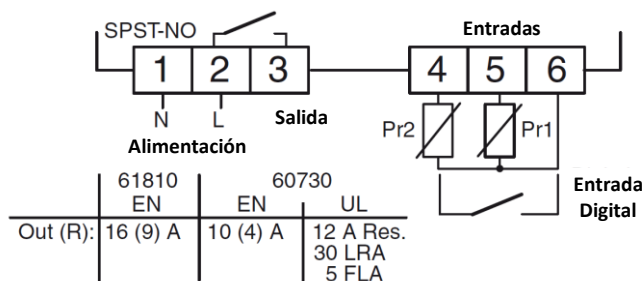 SPST-NO
Entradas
1 2 3 4 5 6
N L
Salida
Alimentación
Pr2 Pr1
61810 60730
EN EN UL
Entrada
Digital
Out (R): 16 (9) A 10 (4) A 12 A Res.
30 LRA
5 FLA